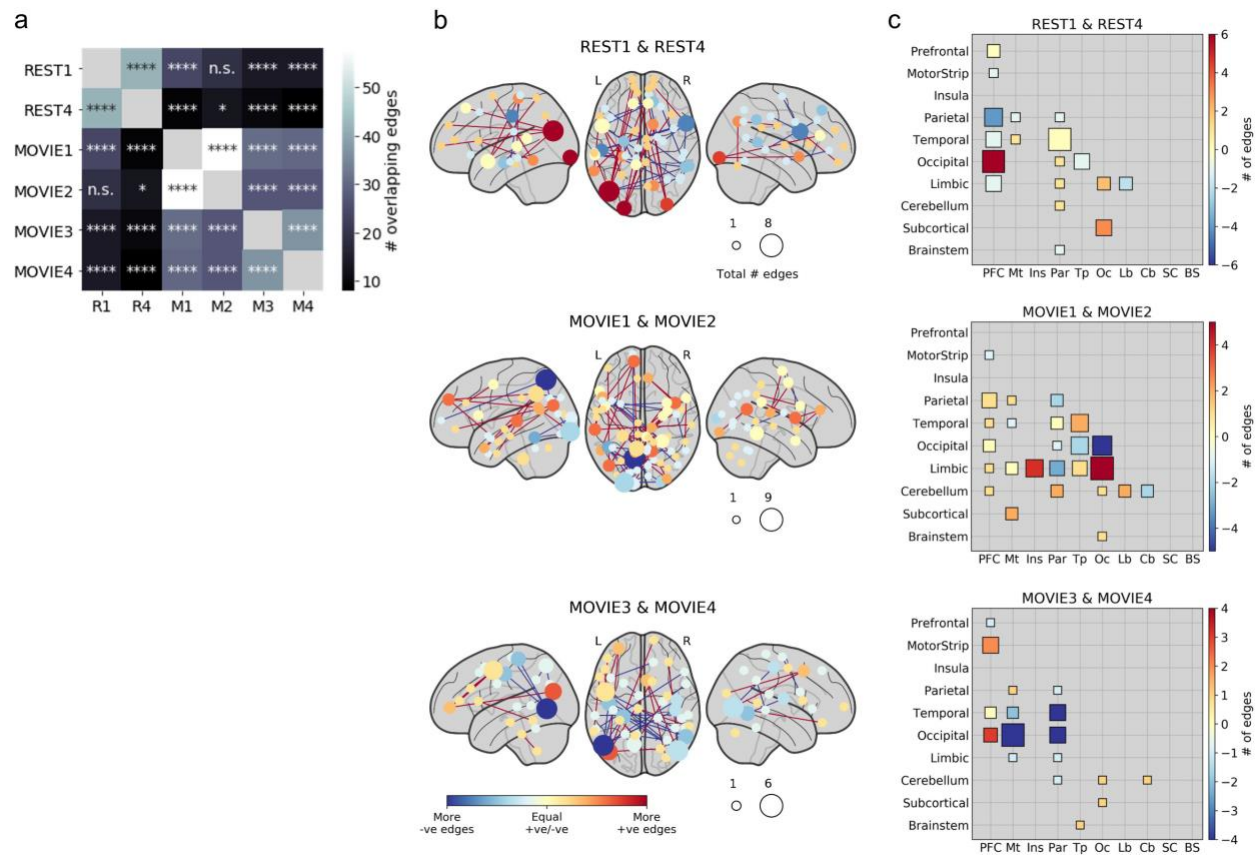 a
REST1
REST4
MOVIE1
MOVIE2
MOVIE3
MOVIE4
**** **** n.s. **** ****
**** **** * **** ****
**** **** **** **** ****
n.s. * **** **** ****
**** **** **** **** ****
**** **** **** **** ****
R1 R4 M1 M2 M3 M4
50
40
30
20
10
# overlapping edges
b
REST1 & REST4
L R
1 8
Total # edges
MOVIE1 & MOVIE2
L R
1 9
MOVIE3 & MOVIE4
L R
1 6
More
-ve edges
Equal
+ve/-ve
More
+ve edges
c
REST1 & REST4
Prefrontal
MotorStrip
Insula
Parietal
Temporal
Occipital
Limbic
Cerebellum
Subcortical
Brainstem
PFC Mt Ins Par Tp Oc Lb Cb SC BS
6
4
2
0
−2
−4
−6
# of edges
MOVIE1 & MOVIE2
Prefrontal
MotorStrip
Insula
Parietal
Temporal
Occipital
Limbic
Cerebellum
Subcortical
Brainstem
PFC Mt Ins Par Tp Oc Lb Cb SC BS
4
2
0
−2
−4
# of edges
MOVIE3 & MOVIE4
Prefrontal
MotorStrip
Insula
Parietal
Temporal
Occipital
Limbic
Cerebellum
Subcortical
Brainstem
PFC Mt Ins Par Tp Oc Lb Cb SC BS
4
3
2
1
0
−1
−2
−3
−4
# of edges